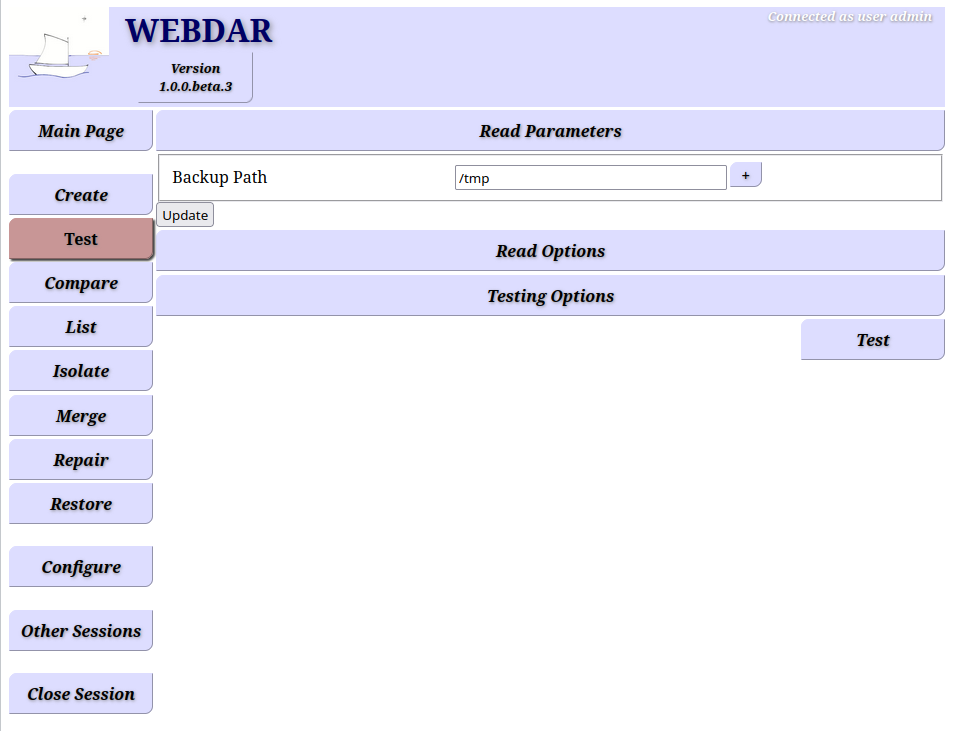 Connected as user admin
WEBDAR
Version
1.0.0.beta.3
Main Page
Read Parameters
Backup Path
/tmp
+
Create
Update
Test
Read Options
Compare
Testing Options
List
Test
Isolate
Merge
Repair
Restore
Configure
Other Sessions
Close Session